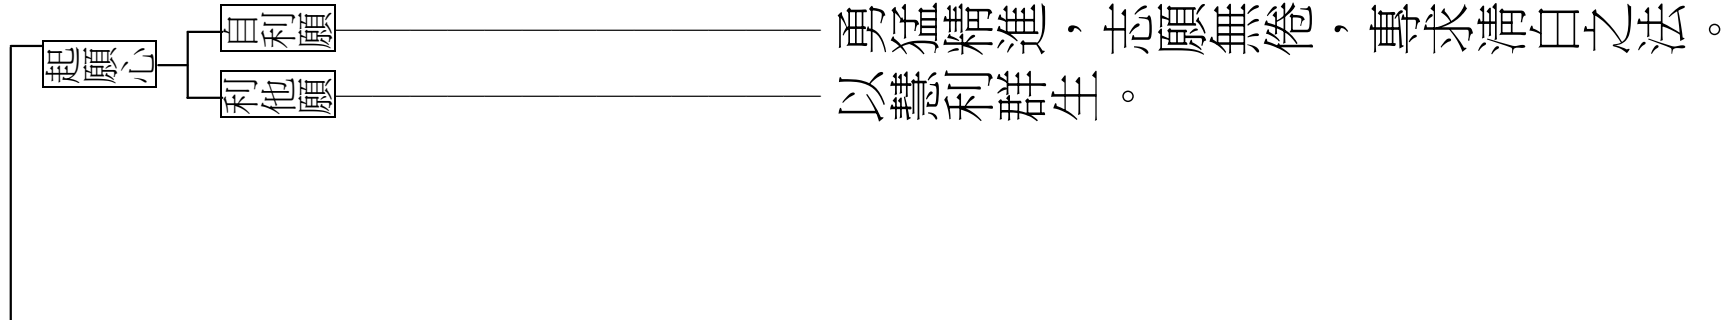 起願心
自利願
勇猛精進，志願無倦，專求清白之法。
利他願
以慧利群生。